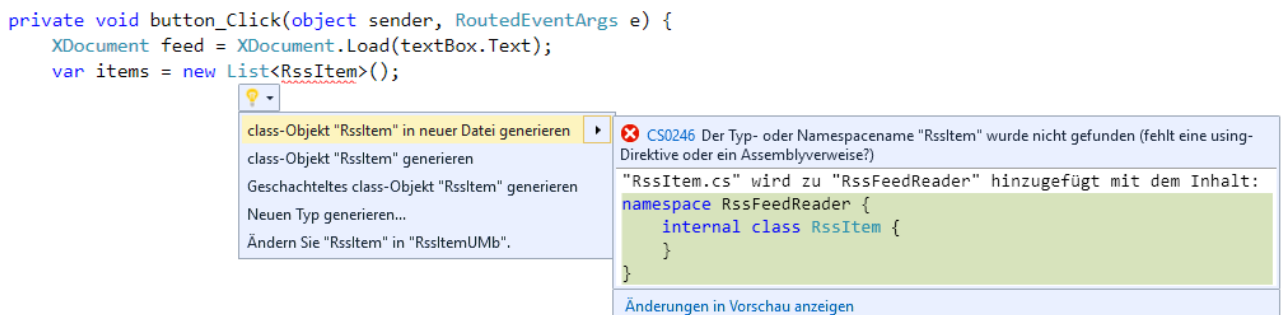 private void button_Click(object sender, RoutedEventArgs e) {
XDocument feed = XDocument.Load(textBox.Text);
var items = new List<RssItem>();
class-Objekt "RssItem" in neuer Datei generieren
class-Objekt "RssItem" generieren
Geschachteltes class-Objekt "RssItem" generieren
Neuen Typ generieren...
Ändern Sie "RssItem" in "RssItemUMb".
CS0246 Der Typ- oder Namespacename "RssItem" wurde nicht gefunden (fehlt eine using-
Direktive oder ein Assemblyverweise?)
"RssItem.cs" wird zu "RssFeedReader" hinzugefügt mit dem Inhalt:
namespace RssFeedReader {
internal class RssItem {
}
}
Änderungen in Vorschau anzeigen